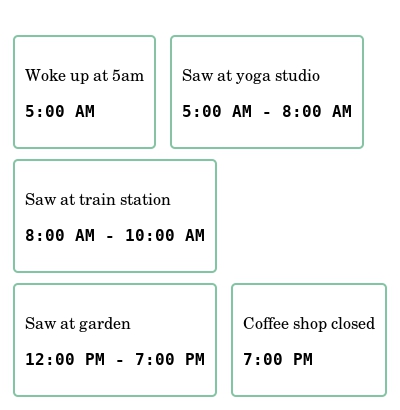 Woke up at 5am
5:00 AM
Saw at yoga studio
5:00 AM - 8:00 AM
Saw at train station
8:00 AM - 10:00 AM
Saw at garden
12:00 PM - 7:00 PM
Coffee shop closed
7:00 PM